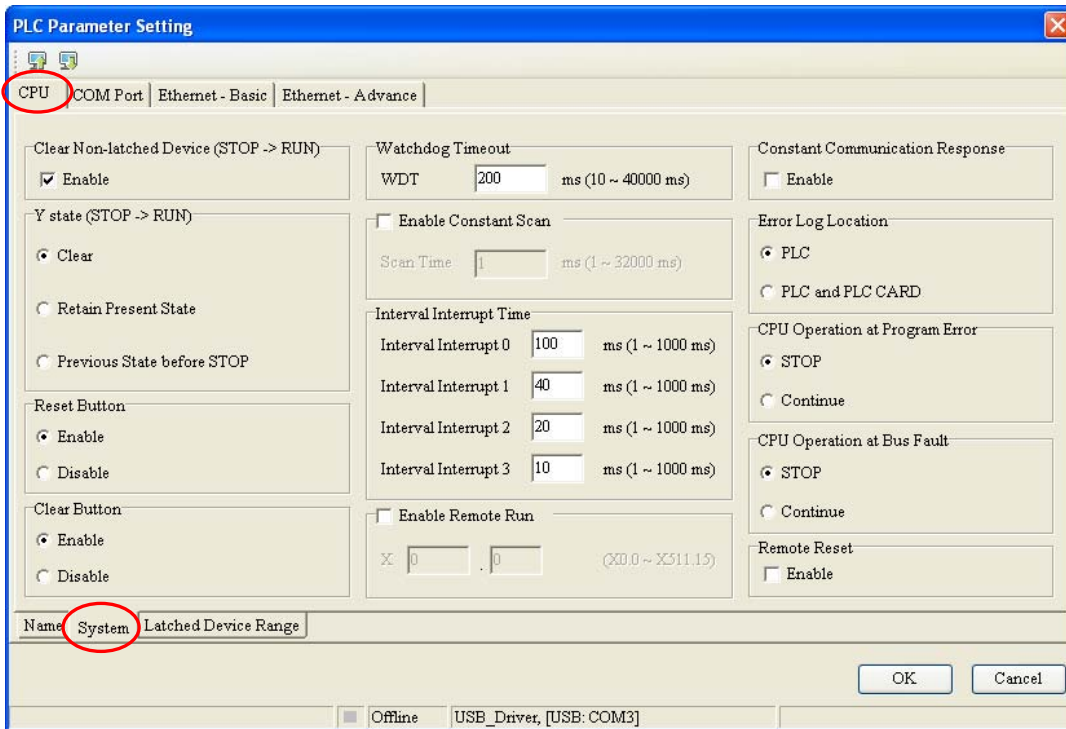 PLC Parameter Setting
CPU COM Port Ethernet - Basic Ethernet - Advance
Clear Non-latched Device (STOP -> RUN)
Enable
Y state (STOP -> RUN)
Clear
Retain Present State
Previous State before STOP
Reset Button
Enable
Disable
Clear Button
Enable
Disable
Watchdog Timeout
WDT 200 ms (10 ~ 40000 ms)
Enable Constant Scan
Scan Time 1 ms (1 ~ 32000 ms)
Interval Interrupt Time
Interval Interrupt 0 100 ms (1 ~ 1000 ms)
Interval Interrupt 1 40 ms (1 ~ 1000 ms)
Interval Interrupt 2 20 ms (1 ~ 1000 ms)
Interval Interrupt 3 10 ms (1 ~ 1000 ms)
Enable Remote Run
X 0 . 0 (X0.0 ~ X511.15)
Constant Communication Response
Enable
Error Log Location
PLC
PLC and PLC CARD
CPU Operation at Program Error
STOP
Continue
CPU Operation at Bus Fault
STOP
Continue
Remote Reset
Enable
Name System Latched Device Range
OK Cancel
Offline USB_Driver, [USB: COM3]